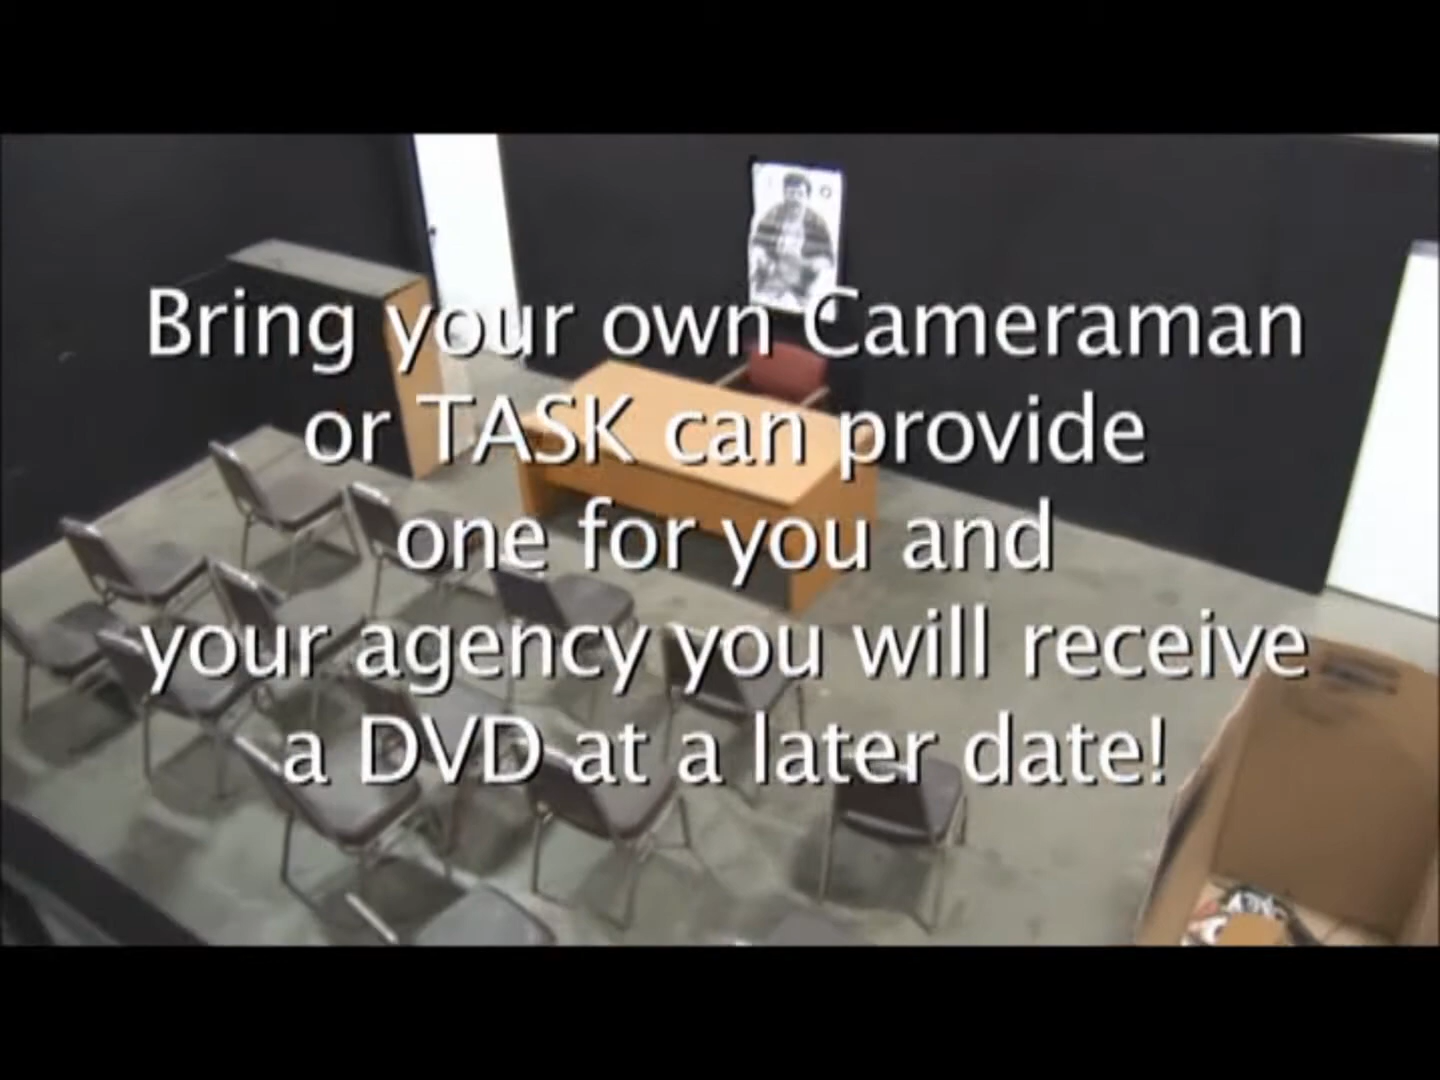 Bring your own Cameraman
or TASK can provide
one for you and
your agency you will receive
a DVD at a later date!